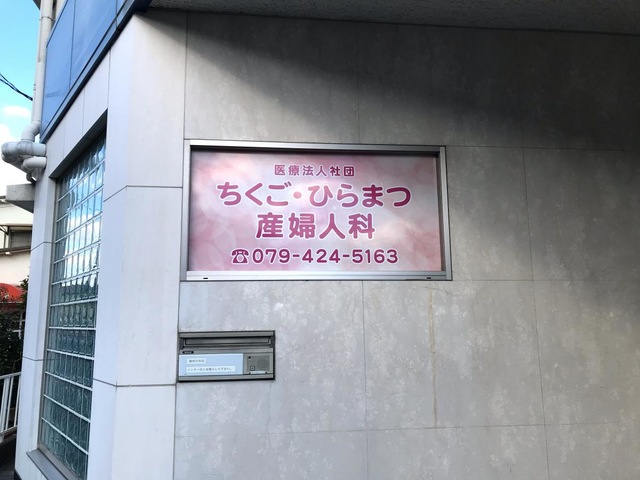 医療法人社団
ちくご・ひらまつ
産婦人科
☎079-424-5163